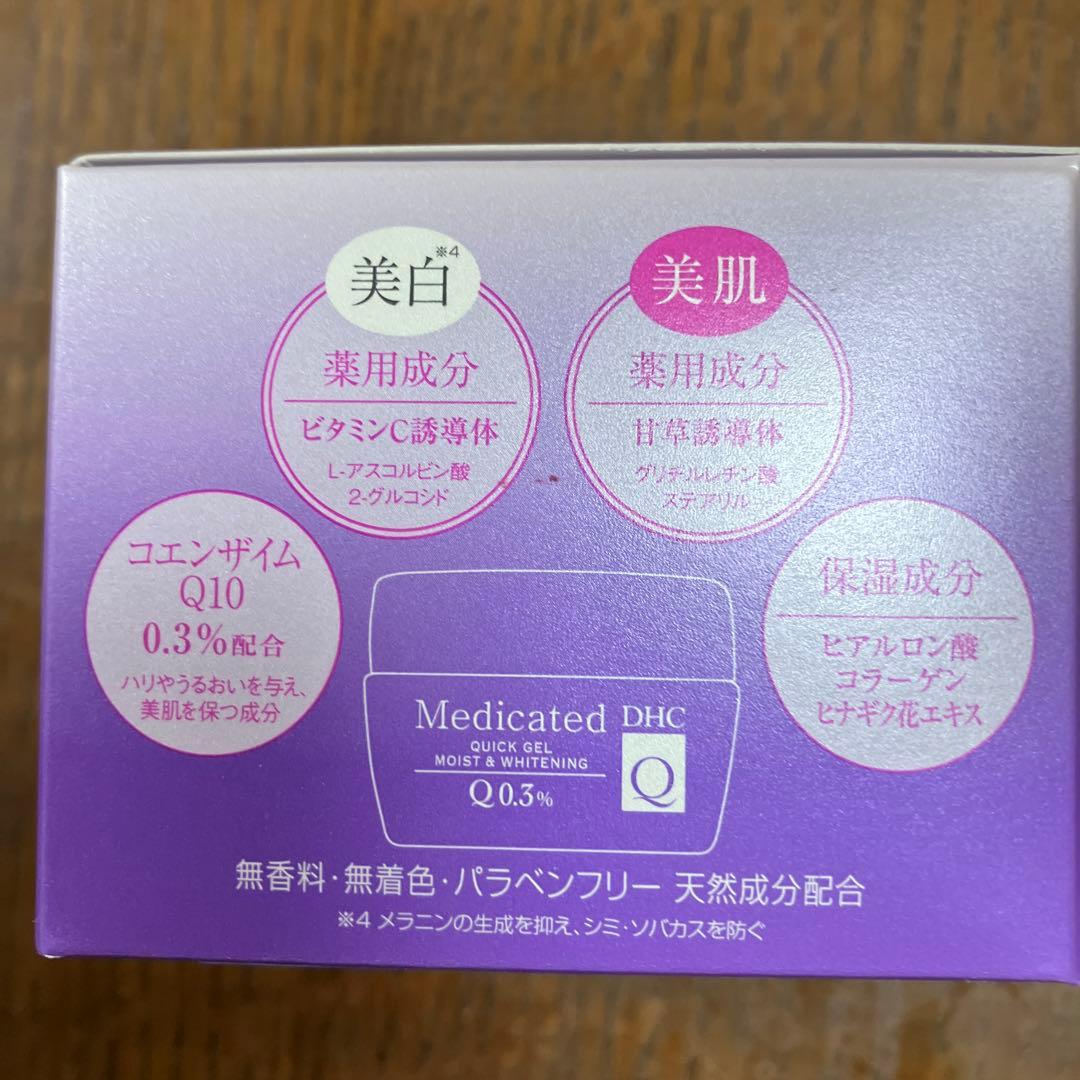 美白※4
薬用成分
ビタミンC誘導体
L-アスコルビン酸
2-グルコシド
美肌
薬用成分
甘草誘導体
グリチルレチン酸
ステアリル
コエンザイム
Q10
0.3%配合
ハリやうるおいを与え、
美肌を保つ成分
保湿成分
ヒアルロン酸
コラーゲン
ヒナギク花エキス
Medicated DHC
QUICK GEL
MOIST & WHITENING
Q 0.3%
Q
無香料・無着色・パラベンフリー 天然成分配合
※4 メラニンの生成を抑え、シミ・ソバカスを防ぐ